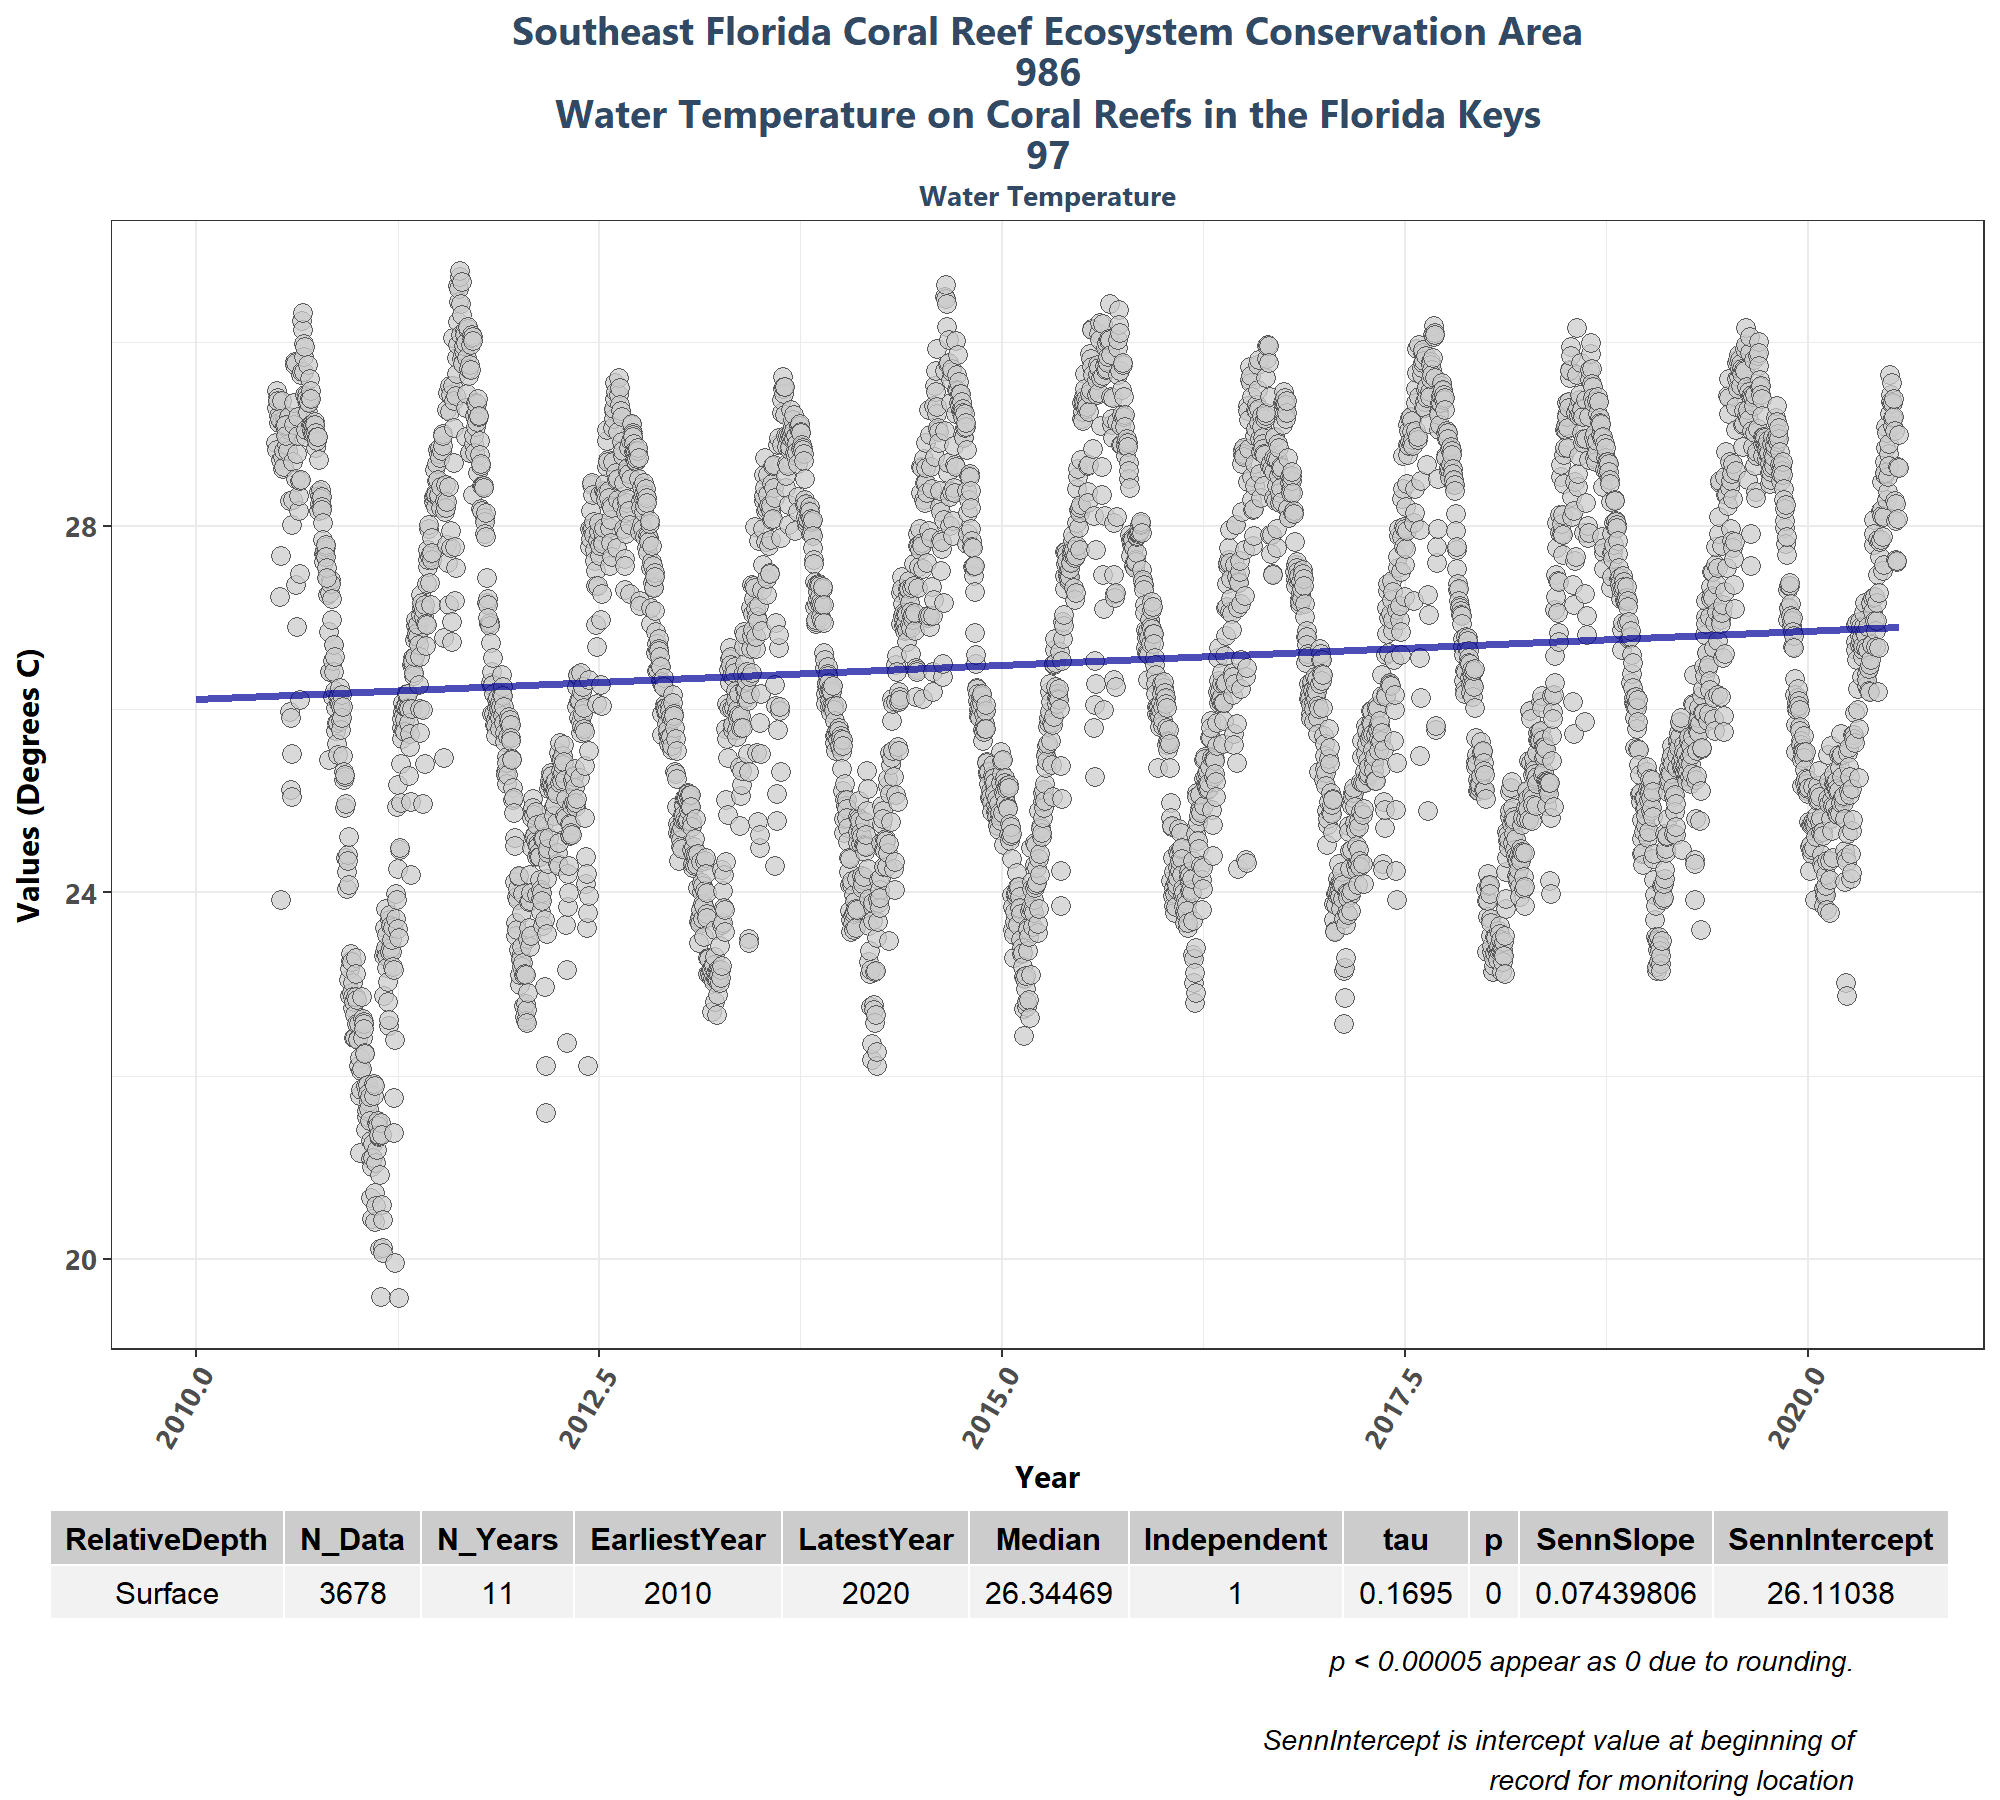 Southeast Florida Coral Reef Ecosystem Conservation Area
986
Water Temperature on Coral Reefs in the Florida Keys
97
Water Temperature
Values (Degrees C)
28
24
20
2010.0 2012.5 2015.0 2017.5 2020.0
Year
RelativeDepth N_Data N_Years EarliestYear LatestYear Median Independent tau p SennSlope SennIntercept
Surface 3678 11 2010 2020 26.34469 1 0.1695 0 0.07439806 26.11038
p < 0.00005 appear as 0 due to rounding.
SennIntercept is intercept value at beginning of
record for monitoring location